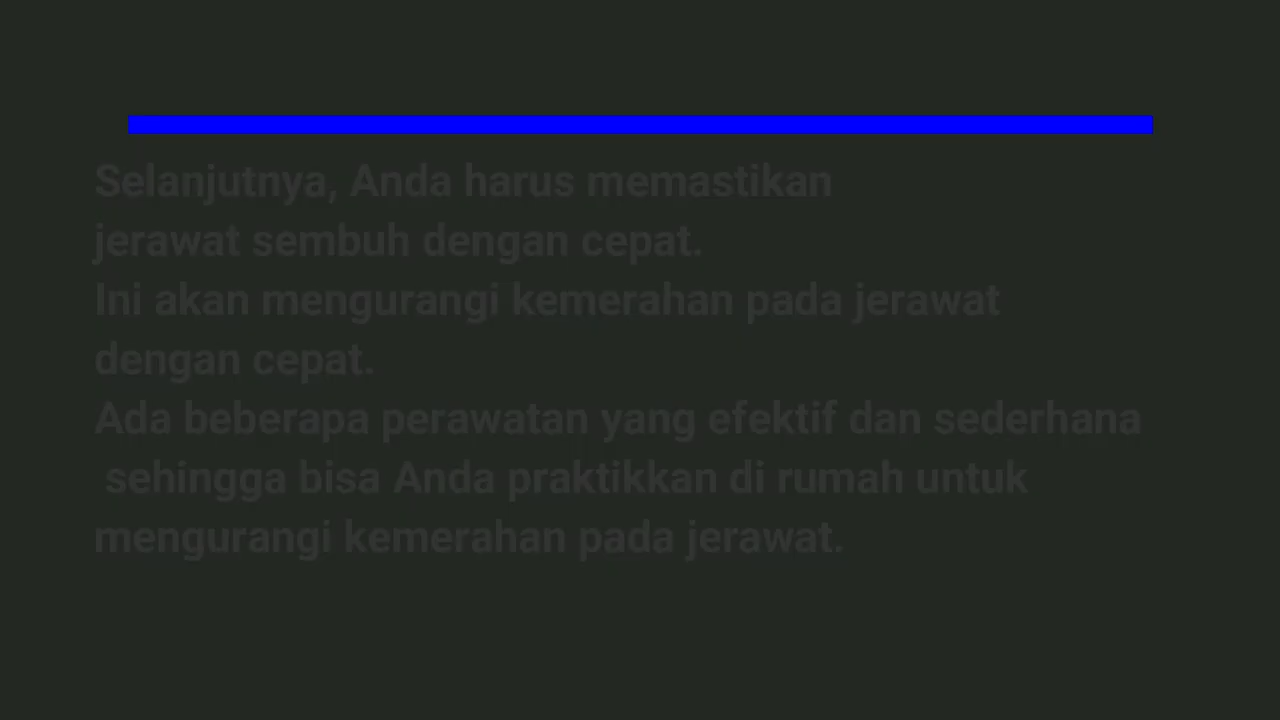 Selanjutnya, Anda harus memastikan
jerawat sembuh dengan cepat.
Ini akan mengurangi kemerahan pada jerawat
dengan cepat.
Ada beberapa perawatan yang efektif dan sederhana
sehingga bisa Anda praktikkan di rumah untuk
mengurangi kemerahan pada jerawat.